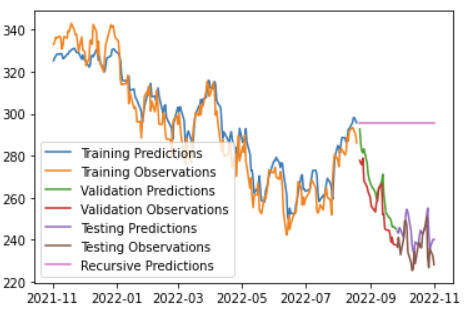 340
320
300
280
260
240
220
Training Predictions
Training Observations
Validation Predictions
Validation Observations
Testing Predictions
Testing Observations
Recursive Predictions
2021-11 2022-01 2022-03 2022-05 2022-07 2022-09 2022-11